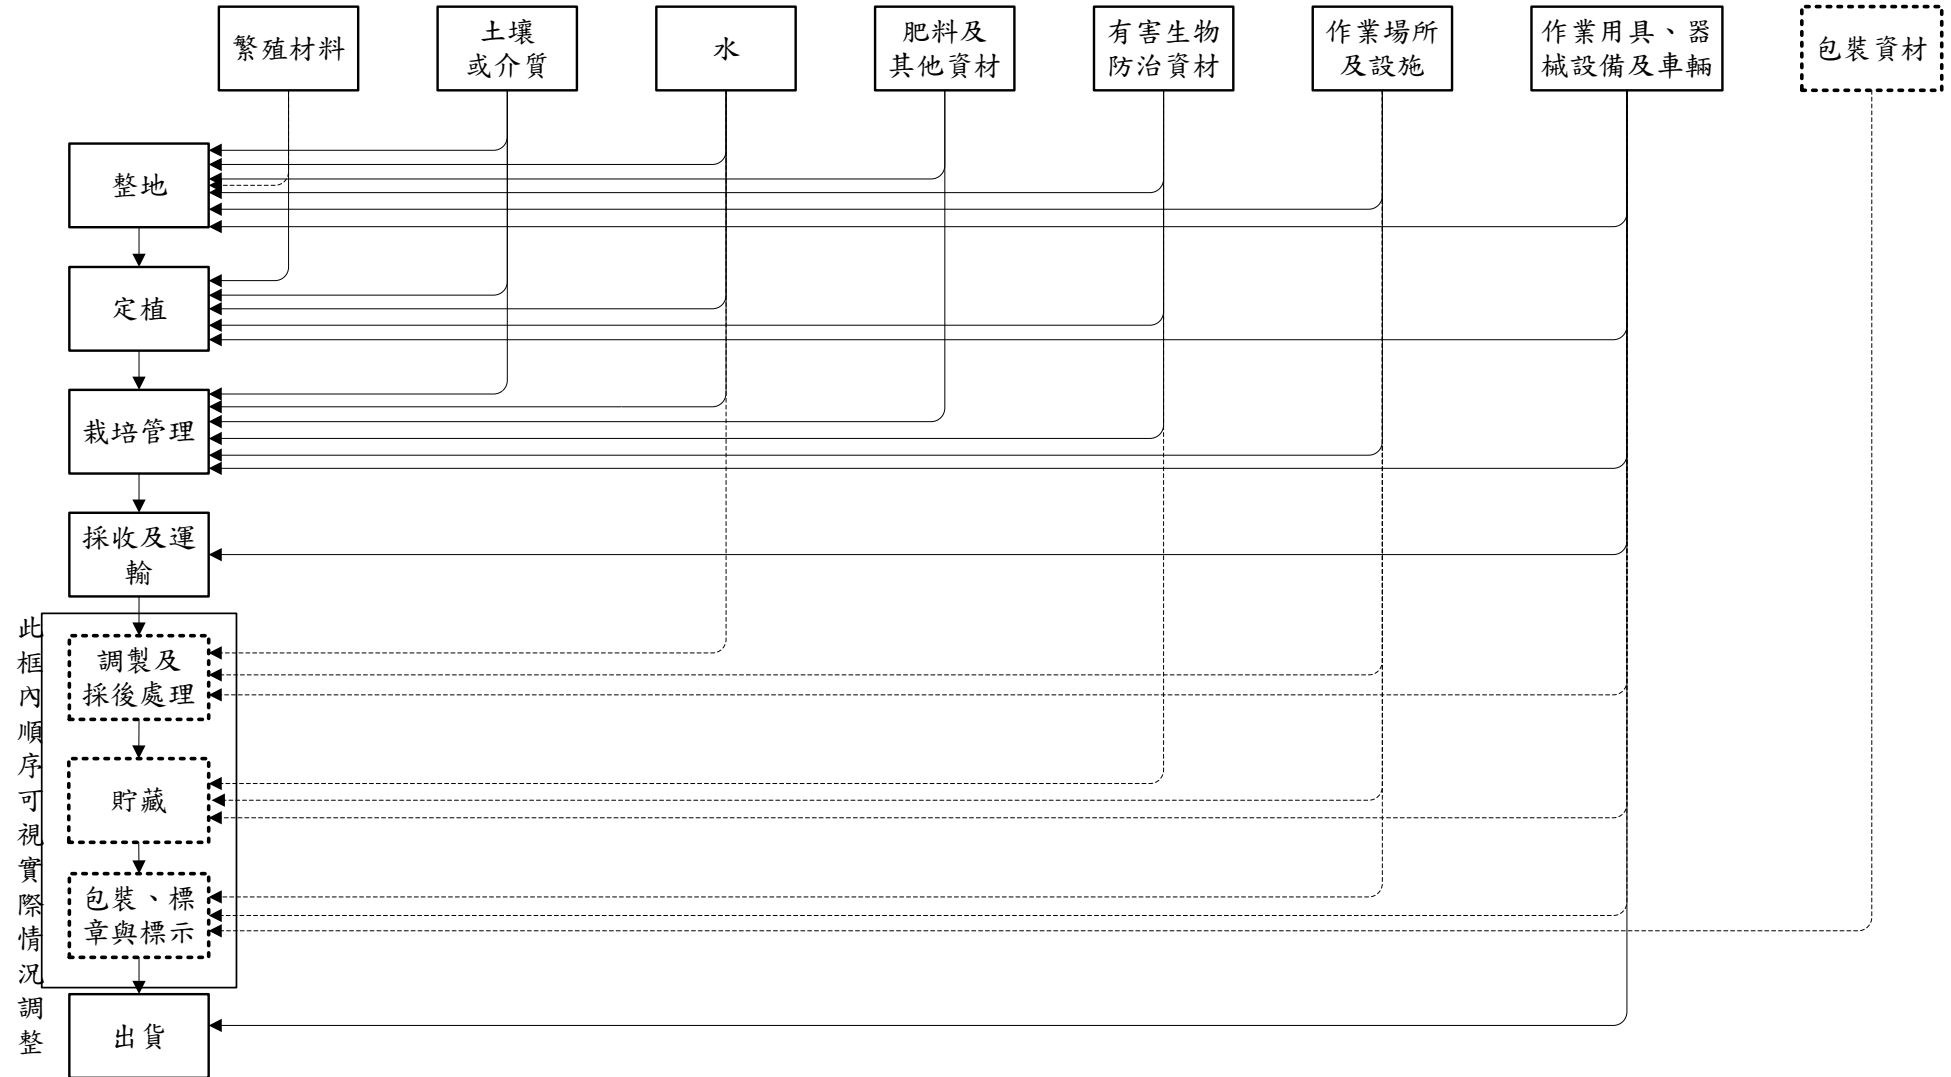 繁殖材料
土壤
或介質
水
肥料及
其他資材
有害生物
防治資材
作業場所
及設施
作業用具、器
械設備及車輛
包裝資材
整地
定植
栽培管理
採收及運
輸
此框內順序可視實際情況調整
調製及
採後處理
貯藏
包裝、標
章與標示
出貨